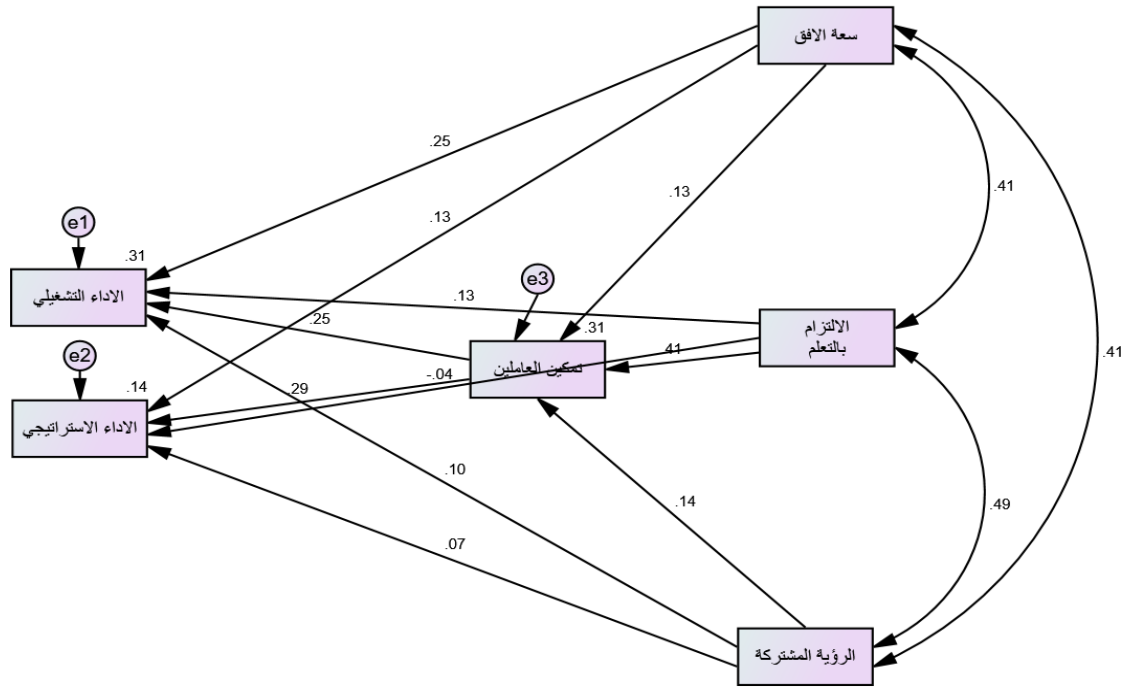 سعة الافق
.25
.41
.13
.13
e1
.31
e3
الاداء التشغيلي
.13
الالتزام
بالتعلم
.25
.31
e2
.41
.41
تمكين العاملين
-.04
.14
.29
الاداء الاستراتيجي
.10
.14
.49
.07
الرؤية المشتركة